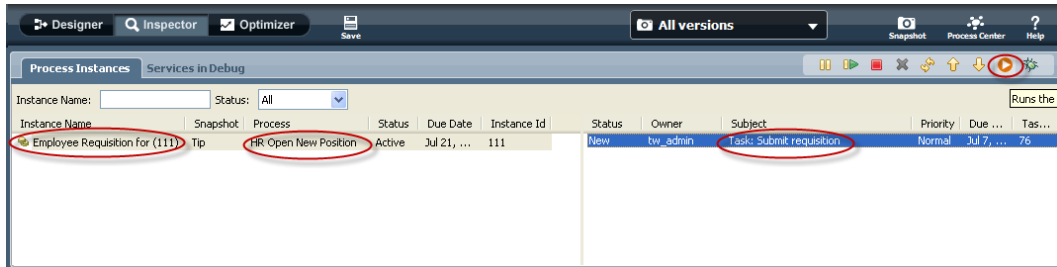 Designer Inspector Optimizer Save All versions Snapshot Process Center Help
Process Instances Services in Debug
Instance Name: Status: All Runs the
Instance Name Snapshot Process Status Due Date Instance Id Status Owner Subject Priority Due ... Tas...
Employee Requisition for (111) Tip HR Open New Position Active Jul 21, ... 111 New tw_admin Task: Submit requisition Normal Jul 7, ... 76